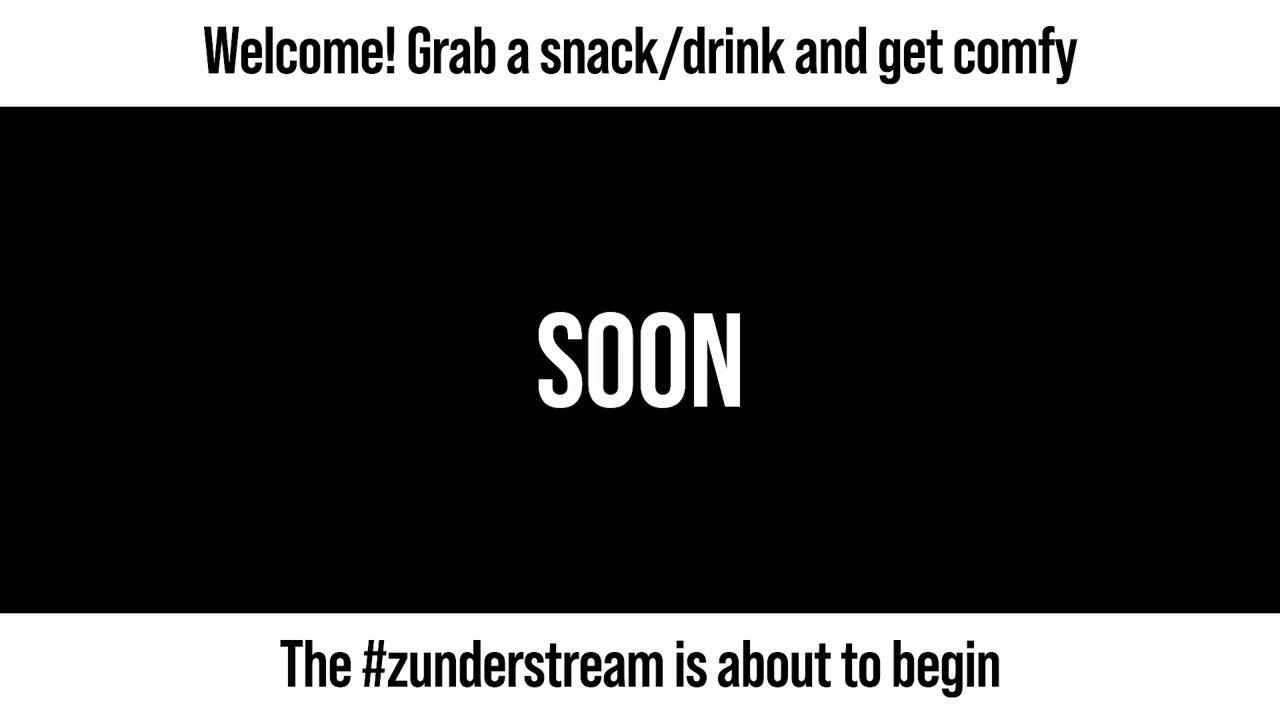 Welcome! Grab a snack/drink and get comfy
SOON
The #zunderstream is about to begin